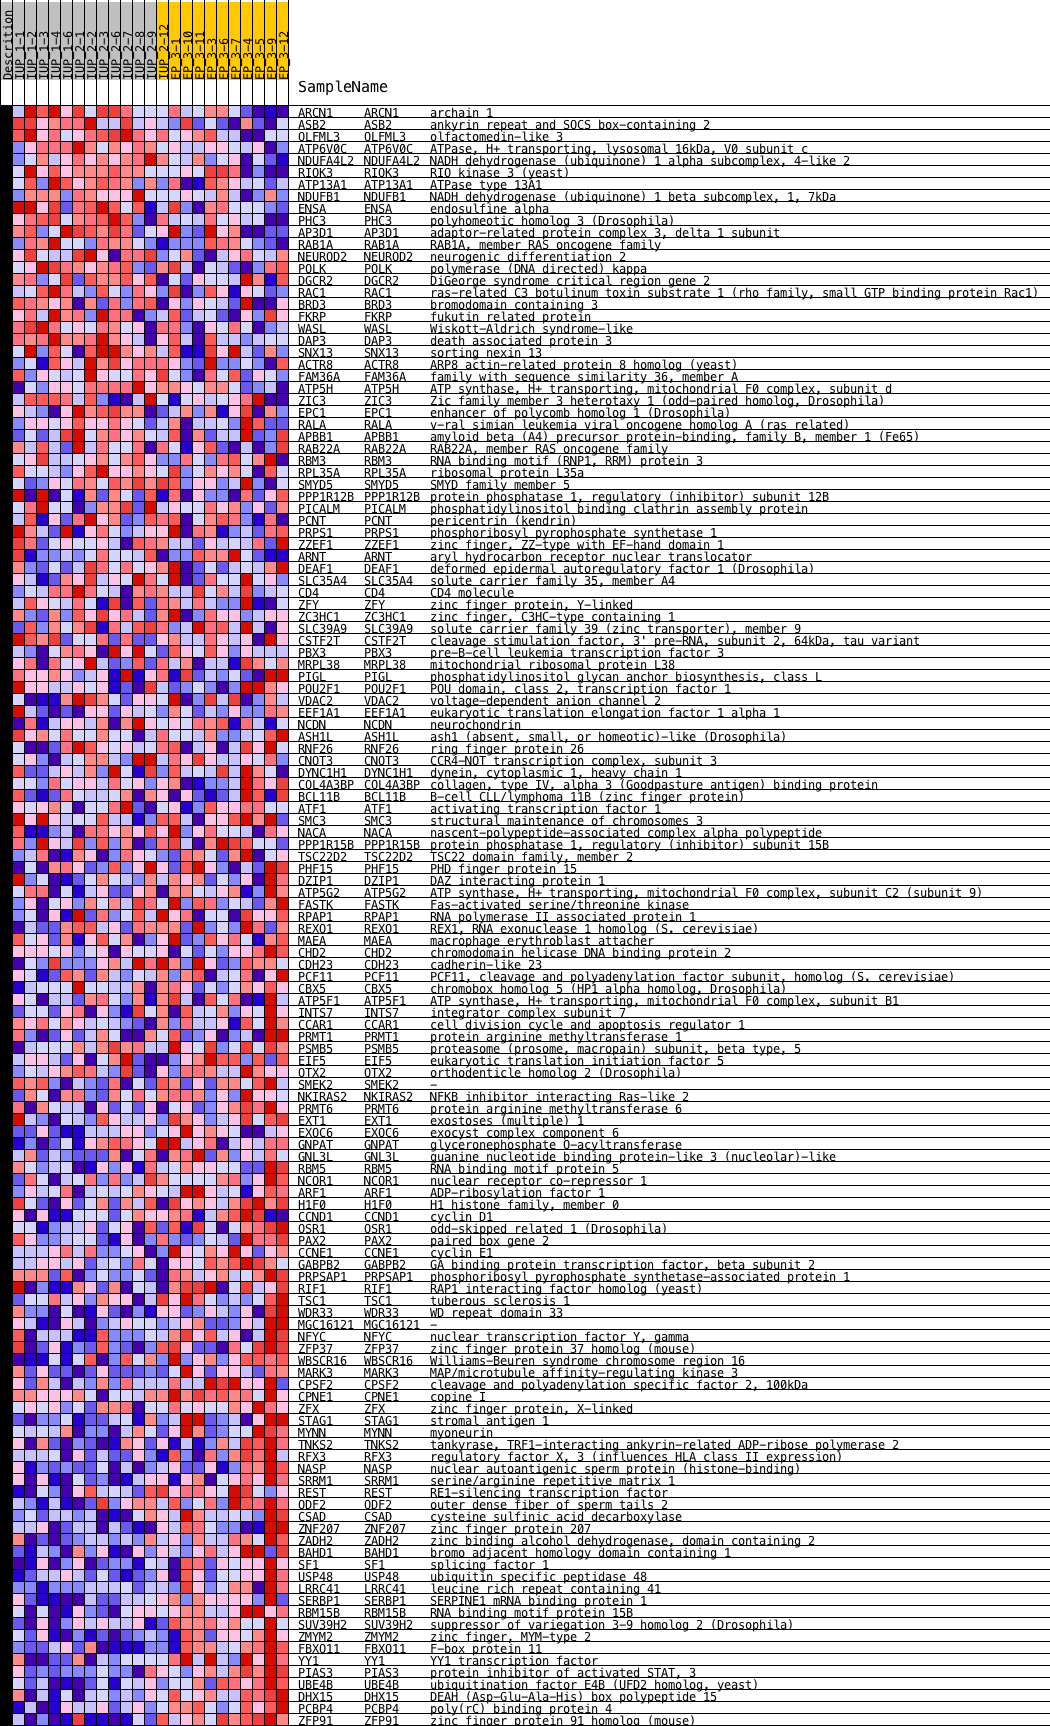 Descrition
IUP_1-1
IUP_1-2
IUP_1-3
IUP_1-4
IUP_1-6
IUP_2-1
IUP_2-2
IUP_2-3
IUP_2-6
IUP_2-7
IUP_2-8
IUP_2-9
IUP_2-12
EP_3-1
EP_3-10
EP_3-11
EP_3-3
EP_3-6
EP_3-7
EP_3-4
EP_3-5
EP_3-9
EP_3-12
SampleName
ARCN1 ARCN1 archain 1
ASB2 ASB2 ankyrin repeat and SOCS box-containing 2
OLFML3 OLFML3 olfactomedin-like 3
ATP6V0C ATP6V0C ATPase, H+ transporting, lysosomal 16kDa, V0 subunit c
NDUFA4L2 NDUFA4L2 NADH dehydrogenase (ubiquinone) 1 alpha subcomplex, 4-like 2
RIOK3 RIOK3 RIO kinase 3 (yeast)
ATP13A1 ATP13A1 ATPase type 13A1
NDUFB1 NDUFB1 NADH dehydrogenase (ubiquinone) 1 beta subcomplex, 1, 7kDa
ENSA ENSA endosulfine alpha
PHC3 PHC3 polyhomeotic homolog 3 (Drosophila)
AP3D1 AP3D1 adaptor-related protein complex 3, delta 1 subunit
RAB1A RAB1A RAB1A, member RAS oncogene family
NEUROD2 NEUROD2 neurogenic differentiation 2
POLK POLK polymerase (DNA directed) kappa
DGCR2 DGCR2 DiGeorge syndrome critical region gene 2
RAC1 RAC1 ras-related C3 botulinum toxin substrate 1 (rho family, small GTP binding protein Rac1)
BRD3 BRD3 bromodomain containing 3
FKRP FKRP fukutin related protein
WASL WASL Wiskott-Aldrich syndrome-like
DAP3 DAP3 death associated protein 3
SNX13 SNX13 sorting nexin 13
ACTR8 ACTR8 ARP8 actin-related protein 8 homolog (yeast)
FAM36A FAM36A family with sequence similarity 36, member A
ATP5H ATP5H ATP synthase, H+ transporting, mitochondrial F0 complex, subunit d
ZIC3 ZIC3 Zic family member 3 heterotaxy 1 (odd-paired homolog, Drosophila)
EPC1 EPC1 enhancer of polycomb homolog 1 (Drosophila)
RALA RALA v-ral simian leukemia viral oncogene homolog A (ras related)
APBB1 APBB1 amyloid beta (A4) precursor protein-binding, family B, member 1 (Fe65)
RAB22A RAB22A RAB22A, member RAS oncogene family
RBM3 RBM3 RNA binding motif (RNP1, RRM) protein 3
RPL35A RPL35A ribosomal protein L35a
SMYD5 SMYD5 SMYD family member 5
PPP1R12B PPP1R12B protein phosphatase 1, regulatory (inhibitor) subunit 12B
PICALM PICALM phosphatidylinositol binding clathrin assembly protein
PCNT PCNT pericentrin (kendrin)
PRPS1 PRPS1 phosphoribosyl pyrophosphate synthetase 1
ZZEF1 ZZEF1 zinc finger, ZZ-type with EF-hand domain 1
ARNT ARNT aryl hydrocarbon receptor nuclear translocator
DEAF1 DEAF1 deformed epidermal autoregulatory factor 1 (Drosophila)
SLC35A4 SLC35A4 solute carrier family 35, member A4
CD4 CD4 CD4 molecule
ZFY ZFY zinc finger protein, Y-linked
ZC3HC1 ZC3HC1 zinc finger, C3HC-type containing 1
SLC39A9 SLC39A9 solute carrier family 39 (zinc transporter), member 9
CSTF2T CSTF2T cleavage stimulation factor, 3' pre-RNA, subunit 2, 64kDa, tau variant
PBX3 PBX3 pre-B-cell leukemia transcription factor 3
MRPL38 MRPL38 mitochondrial ribosomal protein L38
PIGL PIGL phosphatidylinositol glycan anchor biosynthesis, class L
POU2F1 POU2F1 POU domain, class 2, transcription factor 1
VDAC2 VDAC2 voltage-dependent anion channel 2
EEF1A1 EEF1A1 eukaryotic translation elongation factor 1 alpha 1
NCDN NCDN neurochondrin
ASH1L ASH1L ash1 (absent, small, or homeotic)-like (Drosophila)
RNF26 RNF26 ring finger protein 26
CNOT3 CNOT3 CCR4-NOT transcription complex, subunit 3
DYNC1H1 DYNC1H1 dynein, cytoplasmic 1, heavy chain 1
COL4A3BP COL4A3BP collagen, type IV, alpha 3 (Goodpasture antigen) binding protein
BCL11B BCL11B B-cell CLL/lymphoma 11B (zinc finger protein)
ATF1 ATF1 activating transcription factor 1
SMC3 SMC3 structural maintenance of chromosomes 3
NACA NACA nascent-polypeptide-associated complex alpha polypeptide
PPP1R15B PPP1R15B protein phosphatase 1, regulatory (inhibitor) subunit 15B
TSC22D2 TSC22D2 TSC22 domain family, member 2
PHF15 PHF15 PHD finger protein 15
DZIP1 DZIP1 DAZ interacting protein 1
ATP5G2 ATP5G2 ATP synthase, H+ transporting, mitochondrial F0 complex, subunit C2 (subunit 9)
FASTK FASTK Fas-activated serine/threonine kinase
RPAP1 RPAP1 RNA polymerase II associated protein 1
REXO1 REXO1 REX1, RNA exonuclease 1 homolog (S. cerevisiae)
MAEA MAEA macrophage erythroblast attacher
CHD2 CHD2 chromodomain helicase DNA binding protein 2
CDH23 CDH23 cadherin-like 23
PCF11 PCF11 PCF11, cleavage and polyadenylation factor subunit, homolog (S. cerevisiae)
CBX5 CBX5 chromobox homolog 5 (HP1 alpha homolog, Drosophila)
ATP5F1 ATP5F1 ATP synthase, H+ transporting, mitochondrial F0 complex, subunit B1
INTS7 INTS7 integrator complex subunit 7
CCAR1 CCAR1 cell division cycle and apoptosis regulator 1
PRMT1 PRMT1 protein arginine methyltransferase 1
PSMB5 PSMB5 proteasome (prosome, macropain) subunit, beta type, 5
EIF5 EIF5 eukaryotic translation initiation factor 5
OTX2 OTX2 orthodenticle homolog 2 (Drosophila)
SMEK2 SMEK2 -
NKIRAS2 NKIRAS2 NFKB inhibitor interacting Ras-like 2
PRMT6 PRMT6 protein arginine methyltransferase 6
EXT1 EXT1 exostoses (multiple) 1
EXOC6 EXOC6 exocyst complex component 6
GNPAT GNPAT glyceronephosphate O-acyltransferase
GNL3L GNL3L guanine nucleotide binding protein-like 3 (nucleolar)-like
RBM5 RBM5 RNA binding motif protein 5
NCOR1 NCOR1 nuclear receptor co-repressor 1
ARF1 ARF1 ADP-ribosylation factor 1
H1F0 H1F0 H1 histone family, member 0
CCND1 CCND1 cyclin D1
OSR1 OSR1 odd-skipped related 1 (Drosophila)
PAX2 PAX2 paired box gene 2
CCNE1 CCNE1 cyclin E1
GABPB2 GABPB2 GA binding protein transcription factor, beta subunit 2
PRPSAP1 PRPSAP1 phosphoribosyl pyrophosphate synthetase-associated protein 1
RIF1 RIF1 RAP1 interacting factor homolog (yeast)
TSC1 TSC1 tuberous sclerosis 1
WDR33 WDR33 WD repeat domain 33
MGC16121 MGC16121 -
NFYC NFYC nuclear transcription factor Y, gamma
ZFP37 ZFP37 zinc finger protein 37 homolog (mouse)
WBSCR16 WBSCR16 Williams-Beuren syndrome chromosome region 16
MARK3 MARK3 MAP/microtubule affinity-regulating kinase 3
CPSF2 CPSF2 cleavage and polyadenylation specific factor 2, 100kDa
CPNE1 CPNE1 copine I
ZFX ZFX zinc finger protein, X-linked
STAG1 STAG1 stromal antigen 1
MYNN MYNN myoneurin
TNKS2 TNKS2 tankyrase, TRF1-interacting ankyrin-related ADP-ribose polymerase 2
RFX3 RFX3 regulatory factor X, 3 (influences HLA class II expression)
NASP NASP nuclear autoantigenic sperm protein (histone-binding)
SRRM1 SRRM1 serine/arginine repetitive matrix 1
REST REST RE1-silencing transcription factor
ODF2 ODF2 outer dense fiber of sperm tails 2
CSAD CSAD cysteine sulfinic acid decarboxylase
ZNF207 ZNF207 zinc finger protein 207
ZADH2 ZADH2 zinc binding alcohol dehydrogenase, domain containing 2
BAHD1 BAHD1 bromo adjacent homology domain containing 1
SF1 SF1 splicing factor 1
USP48 USP48 ubiquitin specific peptidase 48
LRRC41 LRRC41 leucine rich repeat containing 41
SERBP1 SERBP1 SERPINE1 mRNA binding protein 1
RBM15B RBM15B RNA binding motif protein 15B
SUV39H2 SUV39H2 suppressor of variegation 3-9 homolog 2 (Drosophila)
ZMYM2 ZMYM2 zinc finger, MYM-type 2
FBXO11 FBXO11 F-box protein 11
YY1 YY1 YY1 transcription factor
PIAS3 PIAS3 protein inhibitor of activated STAT, 3
UBE4B UBE4B ubiquitination factor E4B (UFD2 homolog, yeast)
DHX15 DHX15 DEAH (Asp-Glu-Ala-His) box polypeptide 15
PCBP4 PCBP4 poly(rC) binding protein 4
ZFP91 ZFP91 zinc finger protein 91 homolog (mouse)